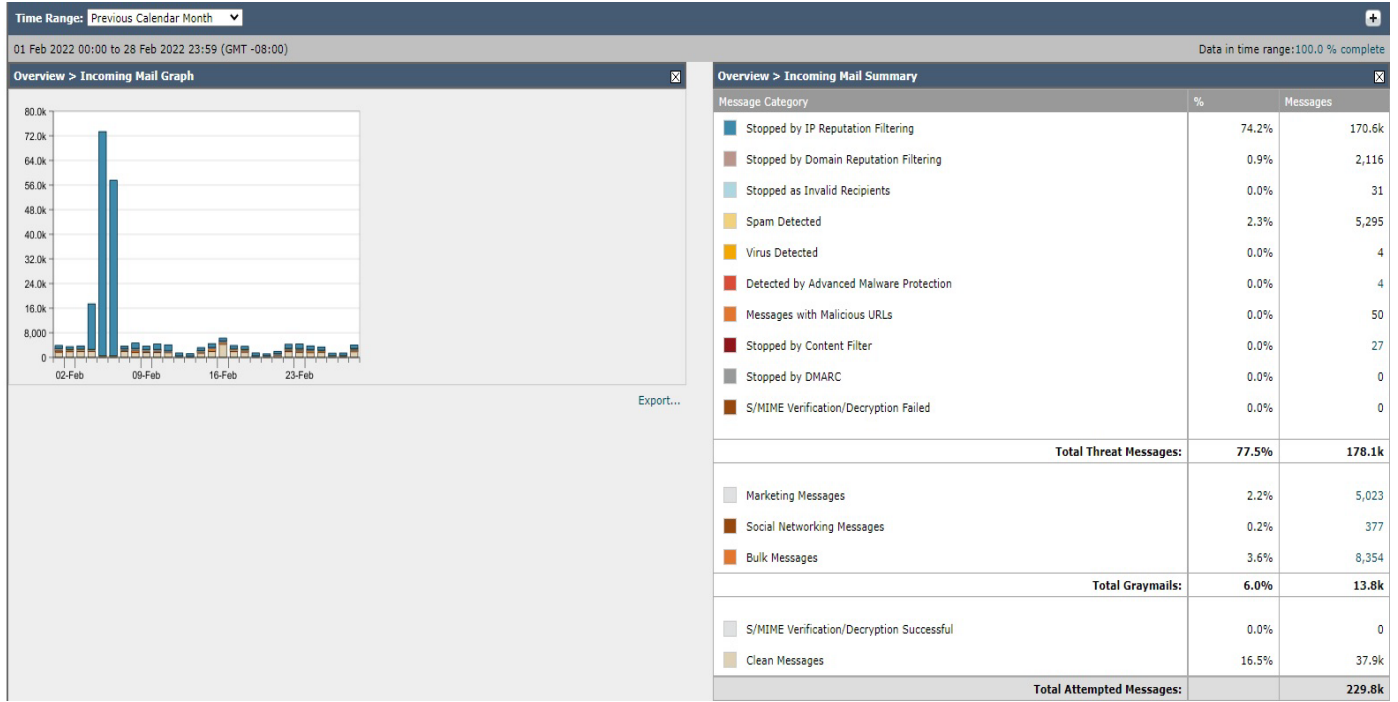 Time Range: Previous Calendar Month
01 Feb 2022 00:00 to 28 Feb 2022 23:59 (GMT -08:00)
Data in time range:100.0 % complete
Overview > Incoming Mail Graph
80.0k
72.0k
64.0k
56.0k
48.0k
40.0k
32.0k
24.0k
16.0k
8,000
0
02-Feb 09-Feb 16-Feb 23-Feb
Export...
Overview > Incoming Mail Summary
Message Category % Messages
Stopped by IP Reputation Filtering 74.2% 170.6k
Stopped by Domain Reputation Filtering 0.9% 2,116
Stopped as Invalid Recipients 0.0% 31
Spam Detected 2.3% 5,295
Virus Detected 0.0% 4
Detected by Advanced Malware Protection 0.0% 4
Messages with Malicious URLs 0.0% 50
Stopped by Content Filter 0.0% 27
Stopped by DMARC 0.0% 0
S/MIME Verification/Decryption Failed 0.0% 0
Total Threat Messages: 77.5% 178.1k
Marketing Messages 2.2% 5,023
Social Networking Messages 0.2% 377
Bulk Messages 3.6% 8,354
Total Graymails: 6.0% 13.8k
S/MIME Verification/Decryption Successful 0.0% 0
Clean Messages 16.5% 37.9k
Total Attempted Messages: 229.8k